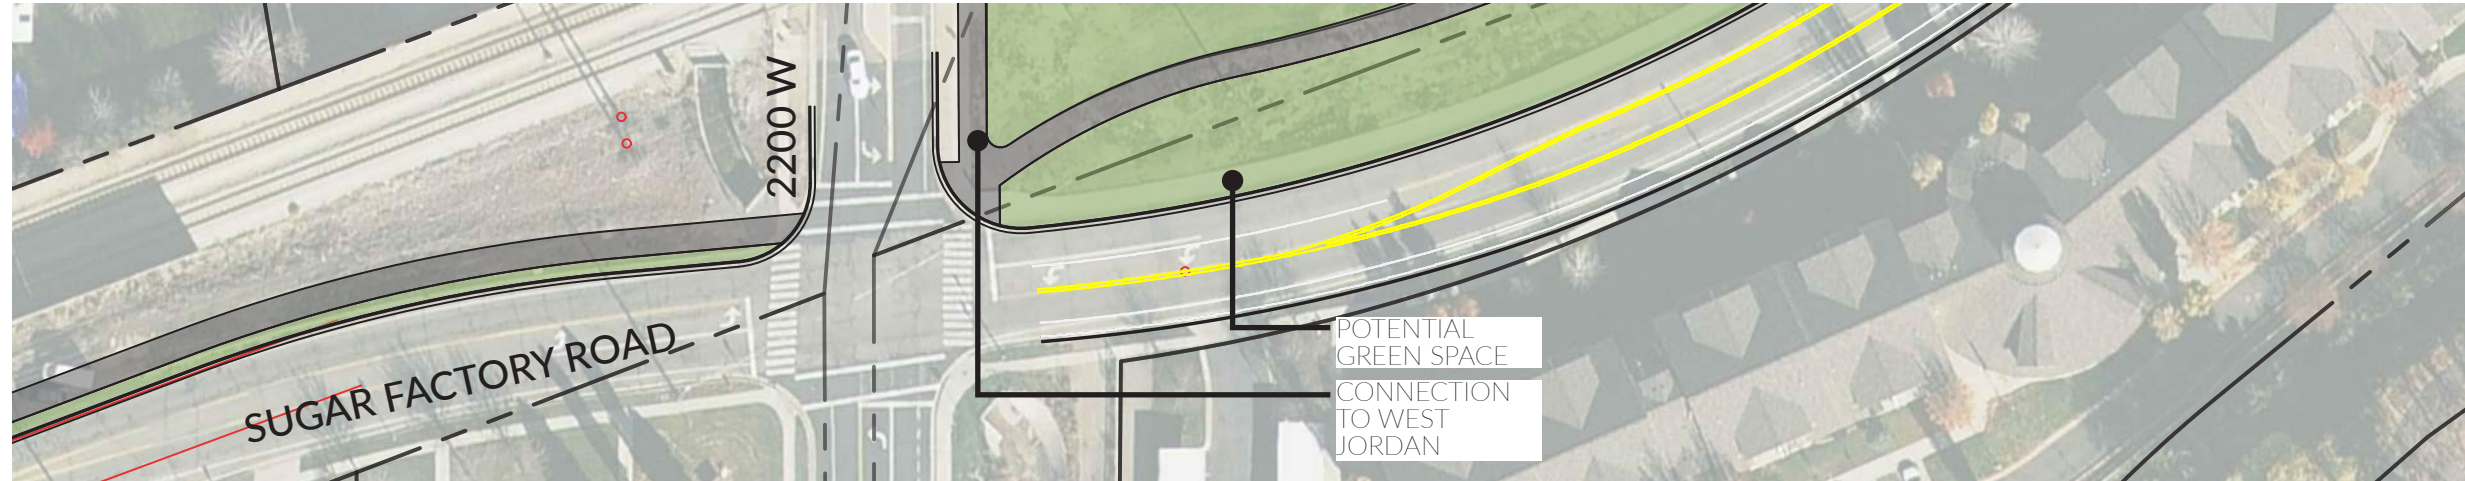 2200 W
SUGAR FACTORY ROAD
POTENTIAL
GREEN SPACE
CONNECTION
TO WEST
JORDAN